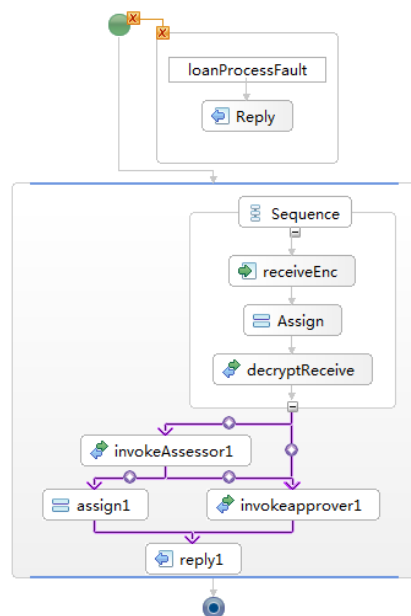 loanProcessFault
Reply
Sequence
receiveEnc
Assign
decryptReceive
invokeAssessor1
assign1
invokeapprover1
reply1